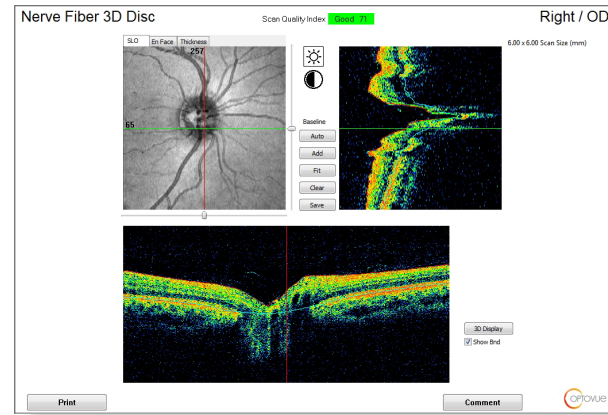 Nerve Fiber 3D Disc
Scan Quality Index Good 71
Right / OD
6.00 x 6.00 Scan Size (mm)
SLO En Face Thickness
257
65
Baseline
Auto
Add
Fit
Clear
Save
3D Display
Show Bnd
Print
Comment
OPTOVUE